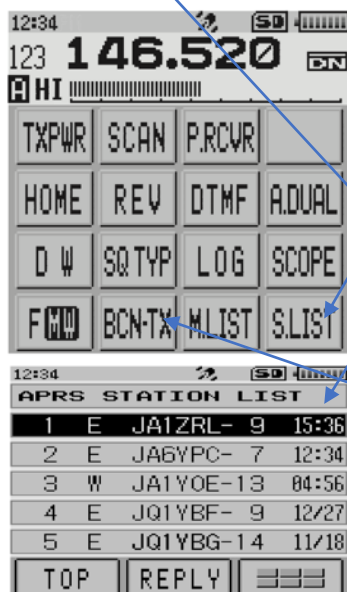 12:34 SD
123 146.520 DN
A HI
TXPWR SCAN P.RCVR
HOME REV DTMF A.DUAL
D W SQ TYP LOG SCOPE
F MW BCN-TX M.LIST S.LIST
12:34 SD
APRS STATION LIST
1 E JA1ZRL- 9 15:36
2 E JA6YPC- 7 12:34
3 W JA1YOE-13 04:56
4 E JQ1YBF- 9 12/27
5 E JQ1YBG-14 11/18
TOP REPLY